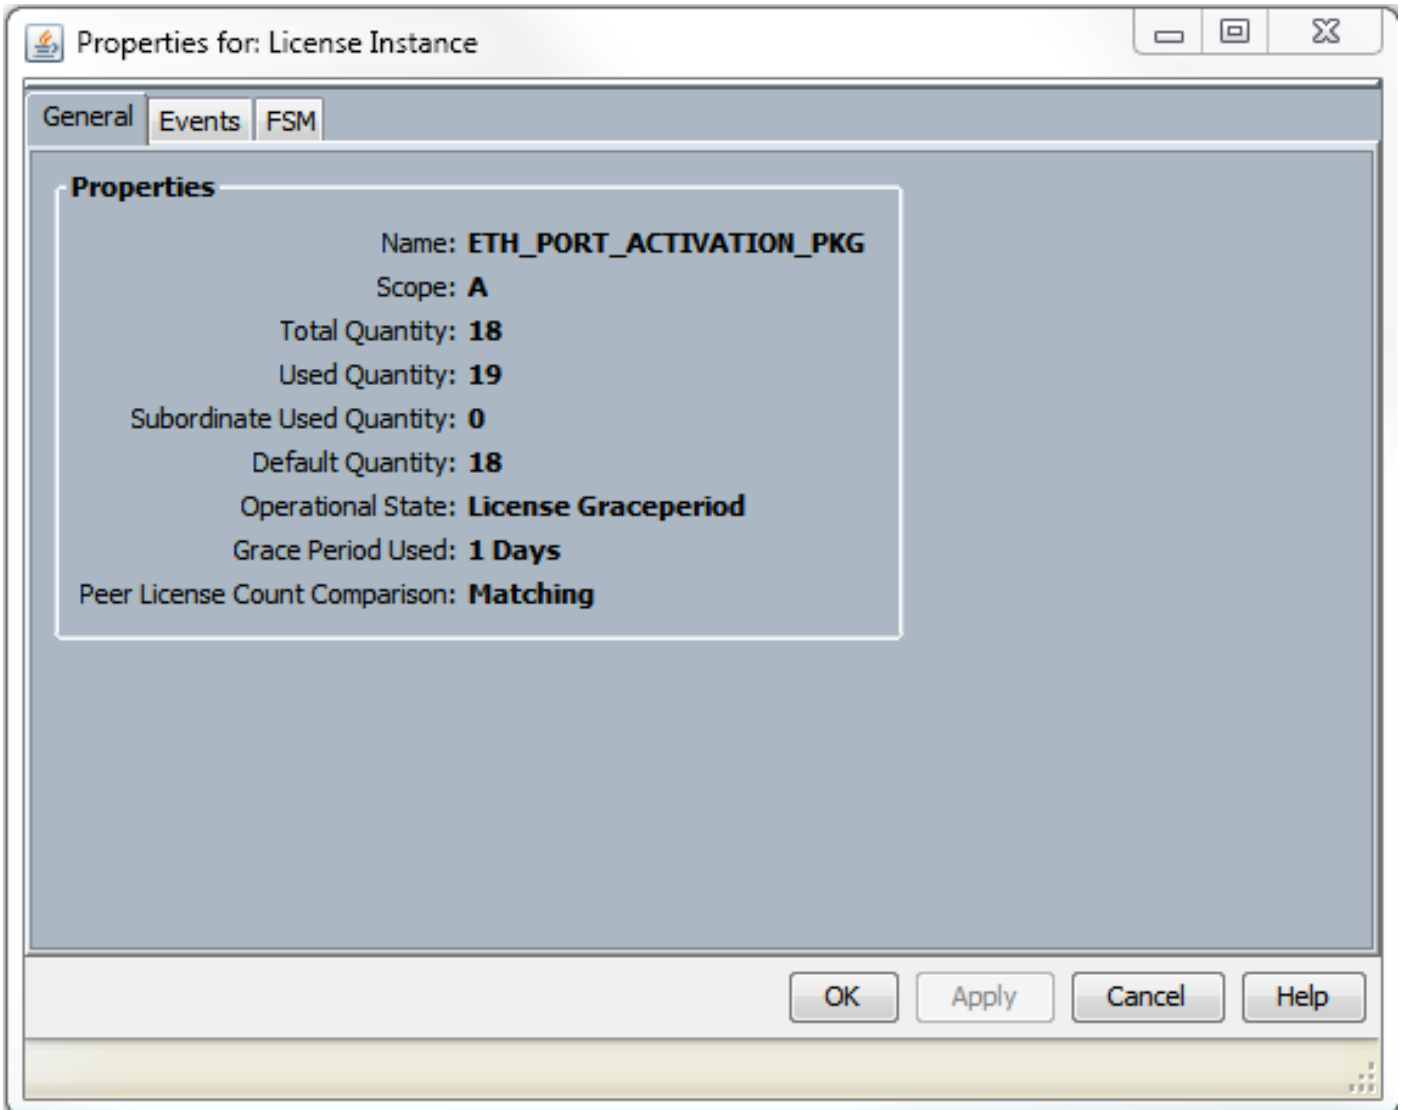 Properties for: License Instance
General Events FSM
Properties
Name: ETH_PORT_ACTIVATION_PKG
Scope: A
Total Quantity: 18
Used Quantity: 19
Subordinate Used Quantity: 0
Default Quantity: 18
Operational State: License Graceperiod
Grace Period Used: 1 Days
Peer License Count Comparison: Matching
OK Apply Cancel Help